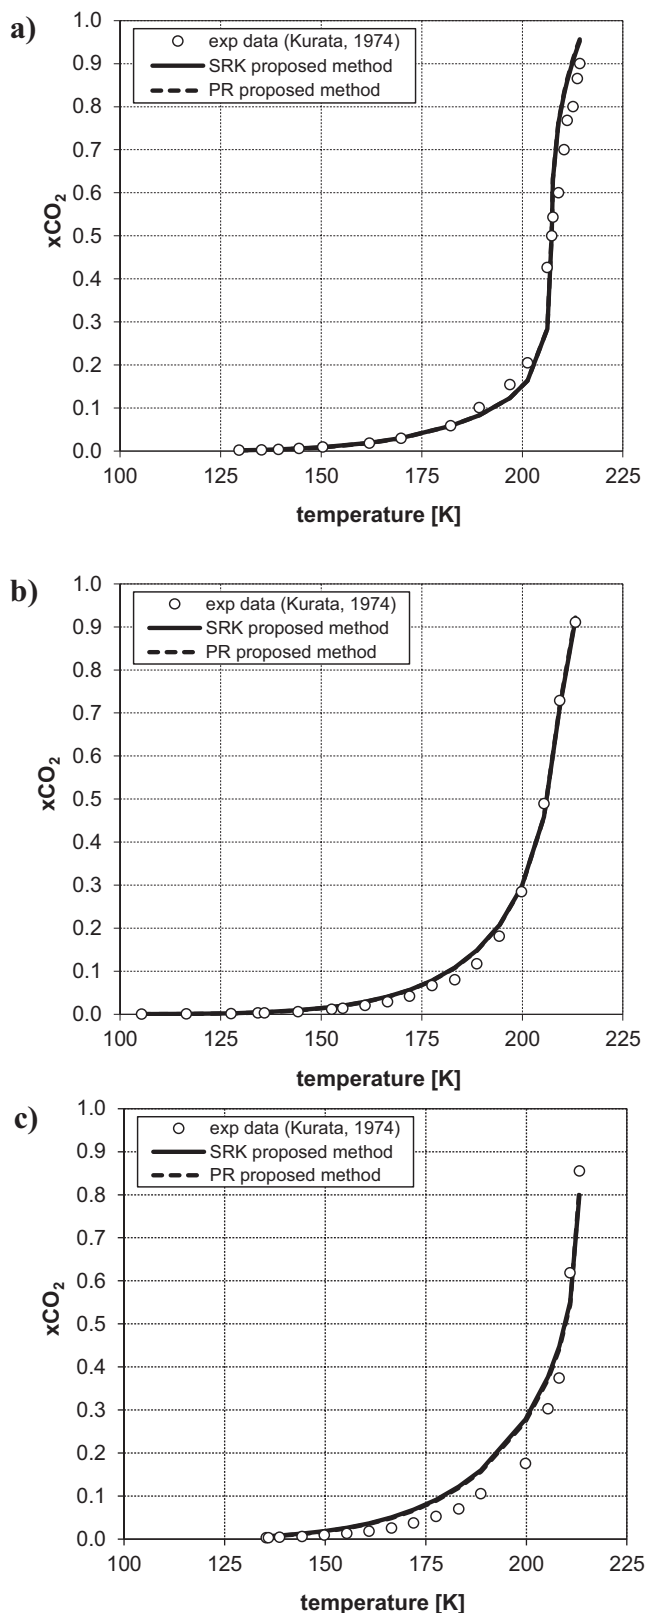 a)
1.0
0.9
0.8
0.7
0.6
0.5
0.4
0.3
0.2
0.1
0.0
xCO₂
exp data (Kurata, 1974)
SRK proposed method
PR proposed method
100 125 150 175 200 225
temperature [K]
b)
1.0
0.9
0.8
0.7
0.6
0.5
0.4
0.3
0.2
0.1
0.0
xCO₂
exp data (Kurata, 1974)
SRK proposed method
PR proposed method
100 125 150 175 200 225
temperature [K]
c)
1.0
0.9
0.8
0.7
0.6
0.5
0.4
0.3
0.2
0.1
0.0
xCO₂
exp data (Kurata, 1974)
SRK proposed method
PR proposed method
100 125 150 175 200 225
temperature [K]